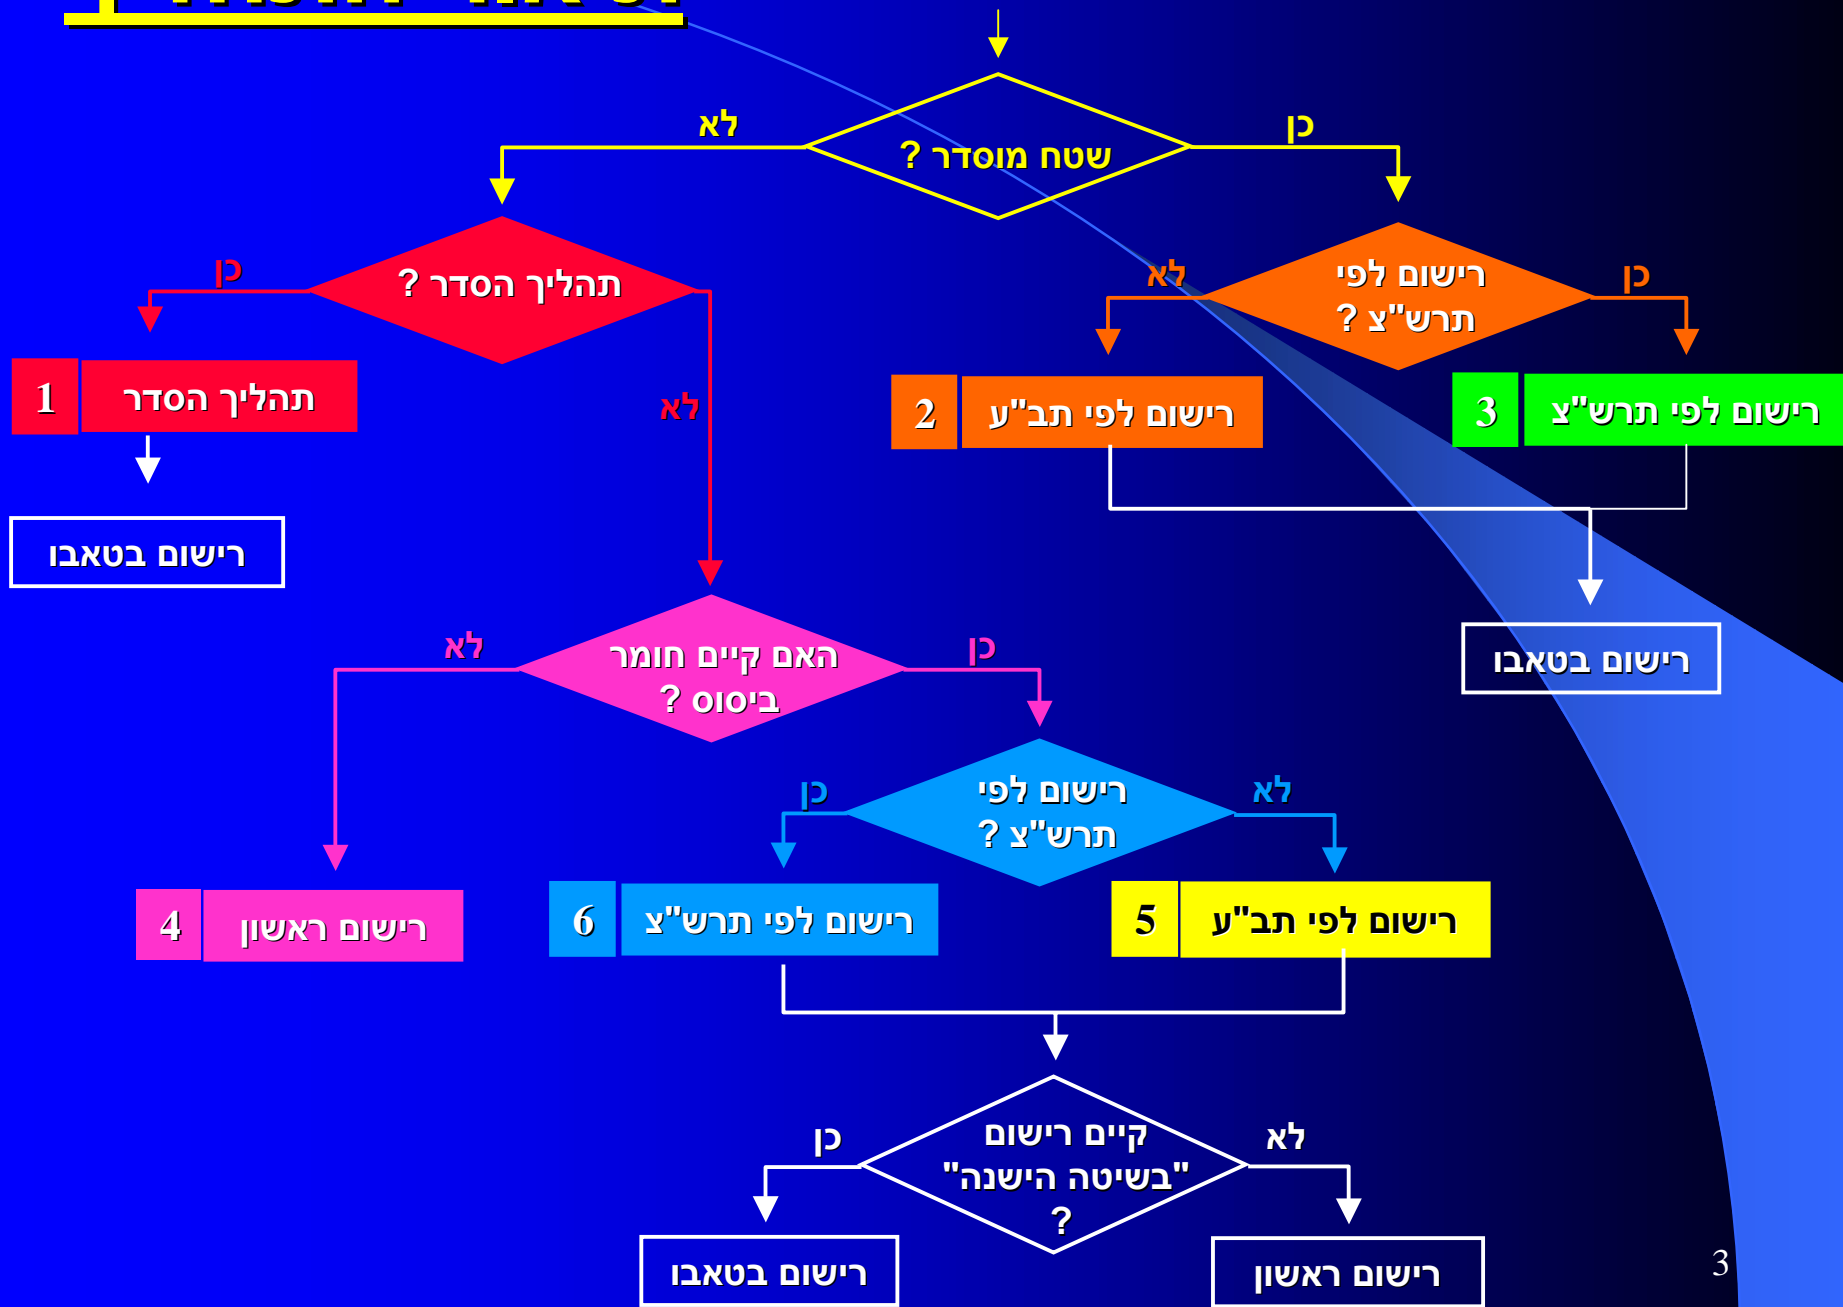 כן
לא
שטח מוסדר ?
כן
לא
רישום לפי
תרש"צ ?
תהליך הסדר ?
כן
לא
רישום לפי תרש"צ
3
רישום לפי תב"ע
2
תהליך הסדר
1
רישום בטאבו
רישום בטאבו
האם קיים חומר
ביסוס ?
כן
לא
רישום לפי
תרש"צ ?
לא
כן
רישום לפי תב"ע
5
רישום לפי תרש"צ
6
רישום ראשון
4
קיים רישום
"בשיטה הישנה"
?
לא
כן
רישום ראשון
רישום בטאבו
3